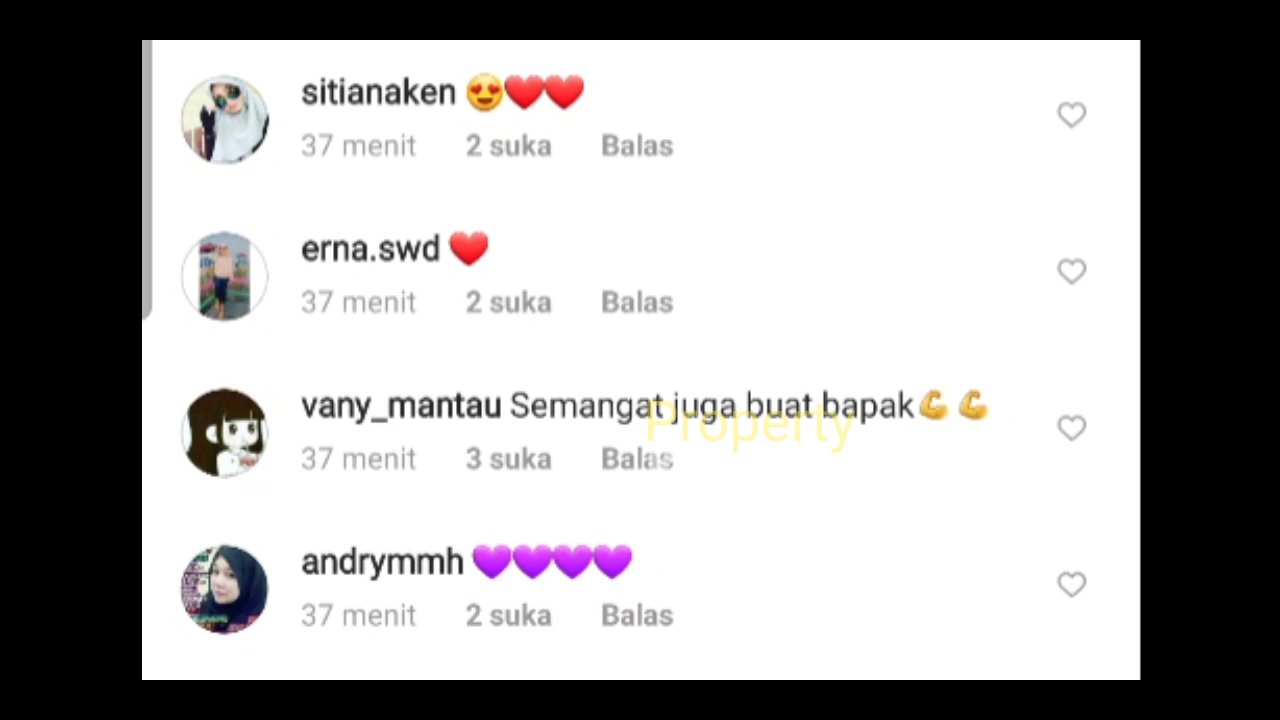 sitianaken 😍❤️❤️
37 menit 2 suka Balas
erna.swd ❤️
37 menit 2 suka Balas
vany_mantau Semangat juga buat bapak💪💪
Property
37 menit 3 suka Balas
andrymmh 💜💜💜💜
37 menit 2 suka Balas